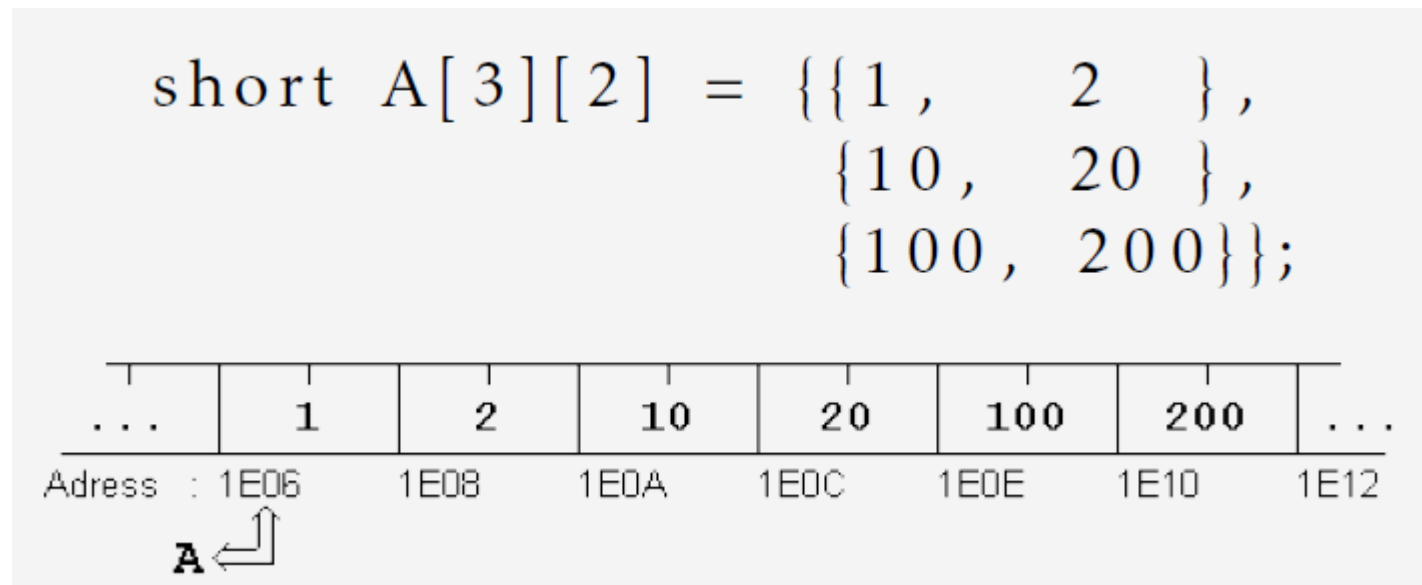 short A[3][2] = {{1, 2 },
{10, 20 },
{100, 200}};
... 1 2 10 20 100 200 ...
Adress : 1E06 1E08 1E0A 1E0C 1E0E 1E10 1E12
A